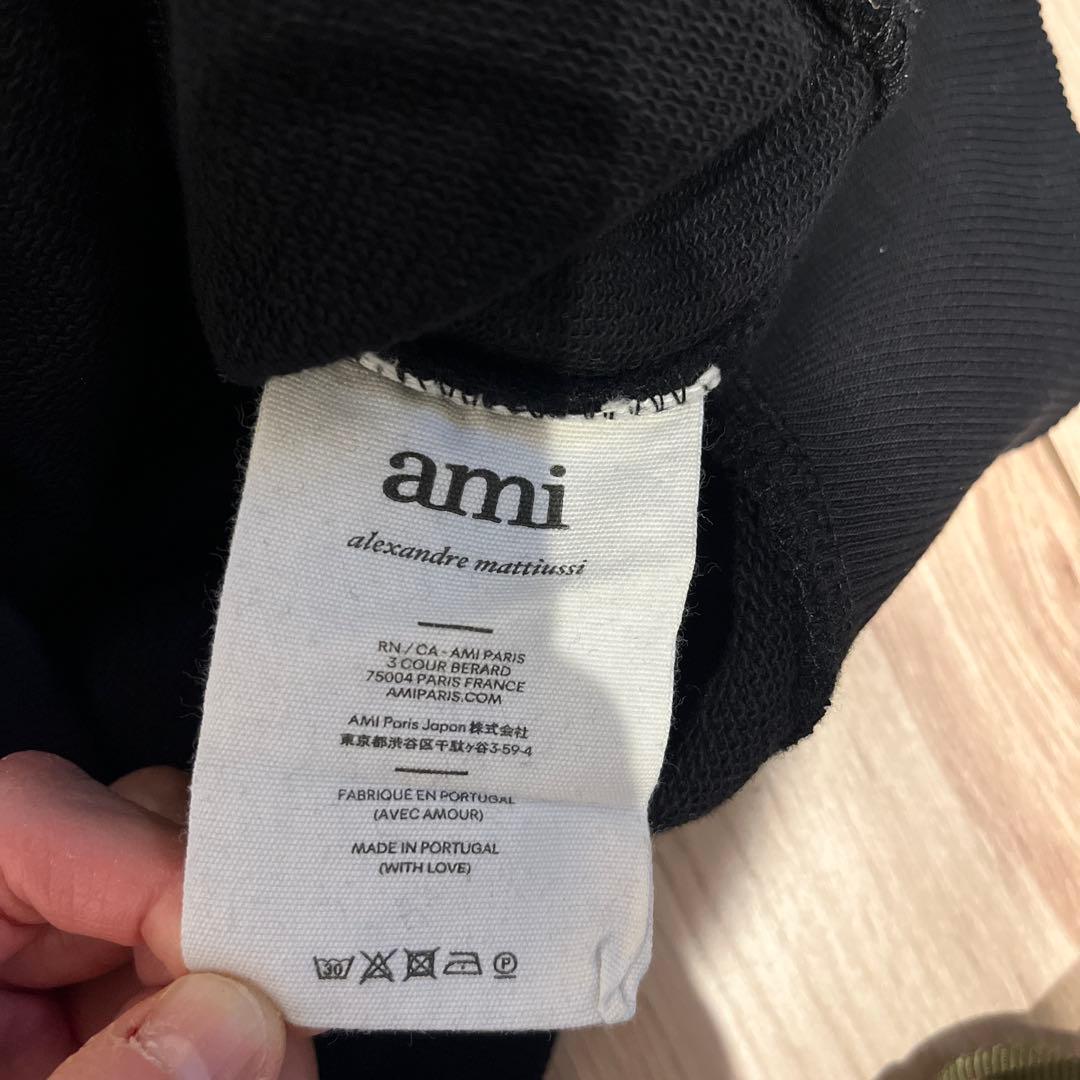 ami
alexandre mattiussi
RN / CA - AMI PARIS
3 COUR BERARD
75004 PARIS FRANCE
AMIPARIS.COM
AMI Paris Japan 株式会社
東京都渋谷区千駄ヶ谷3-59-4
FABRIQUÉ EN PORTUGAL
(AVEC AMOUR)
MADE IN PORTUGAL
(WITH LOVE)
30 P